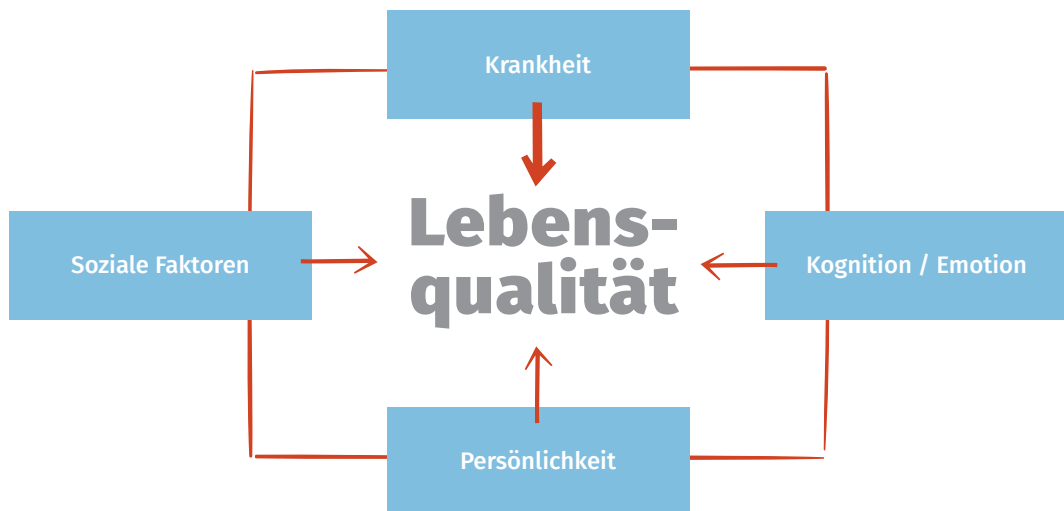 Krankheit
Lebens-
qualität
Soziale Faktoren
Kognition / Emotion
Persönlichkeit